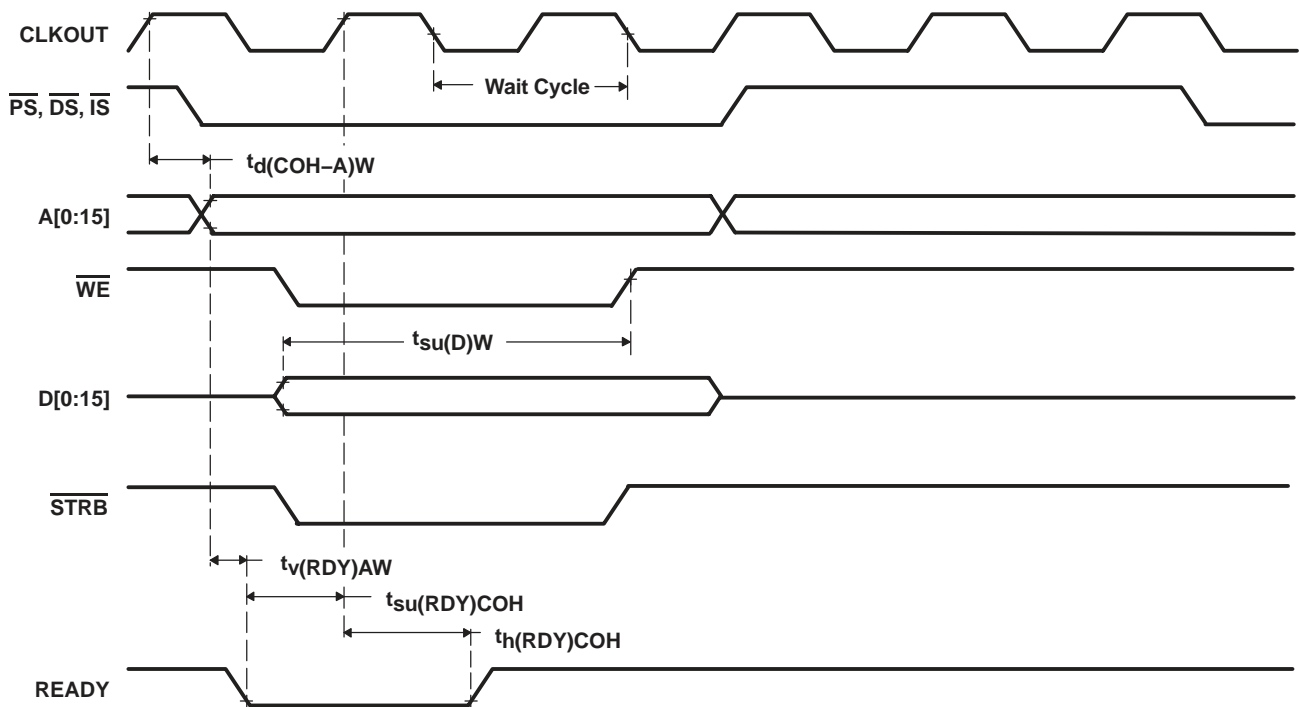 CLKOUT
Wait Cycle
PS, DS, IS
td(COH–A)W
A[0:15]
WE
tsu(D)W
D[0:15]
STRB
tv(RDY)AW
tsu(RDY)COH
th(RDY)COH
READY